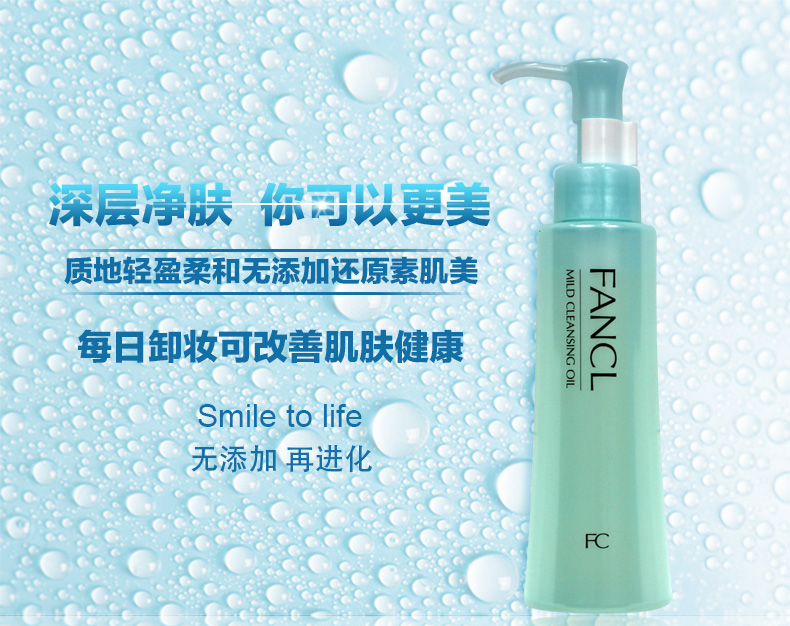 深层净肤 你可以更美
质地轻盈柔和无添加还原素肌美
每日卸妆可改善肌肤健康
Smile to life
无添加 再进化
FANCL
MILD CLEANSING OIL
FC